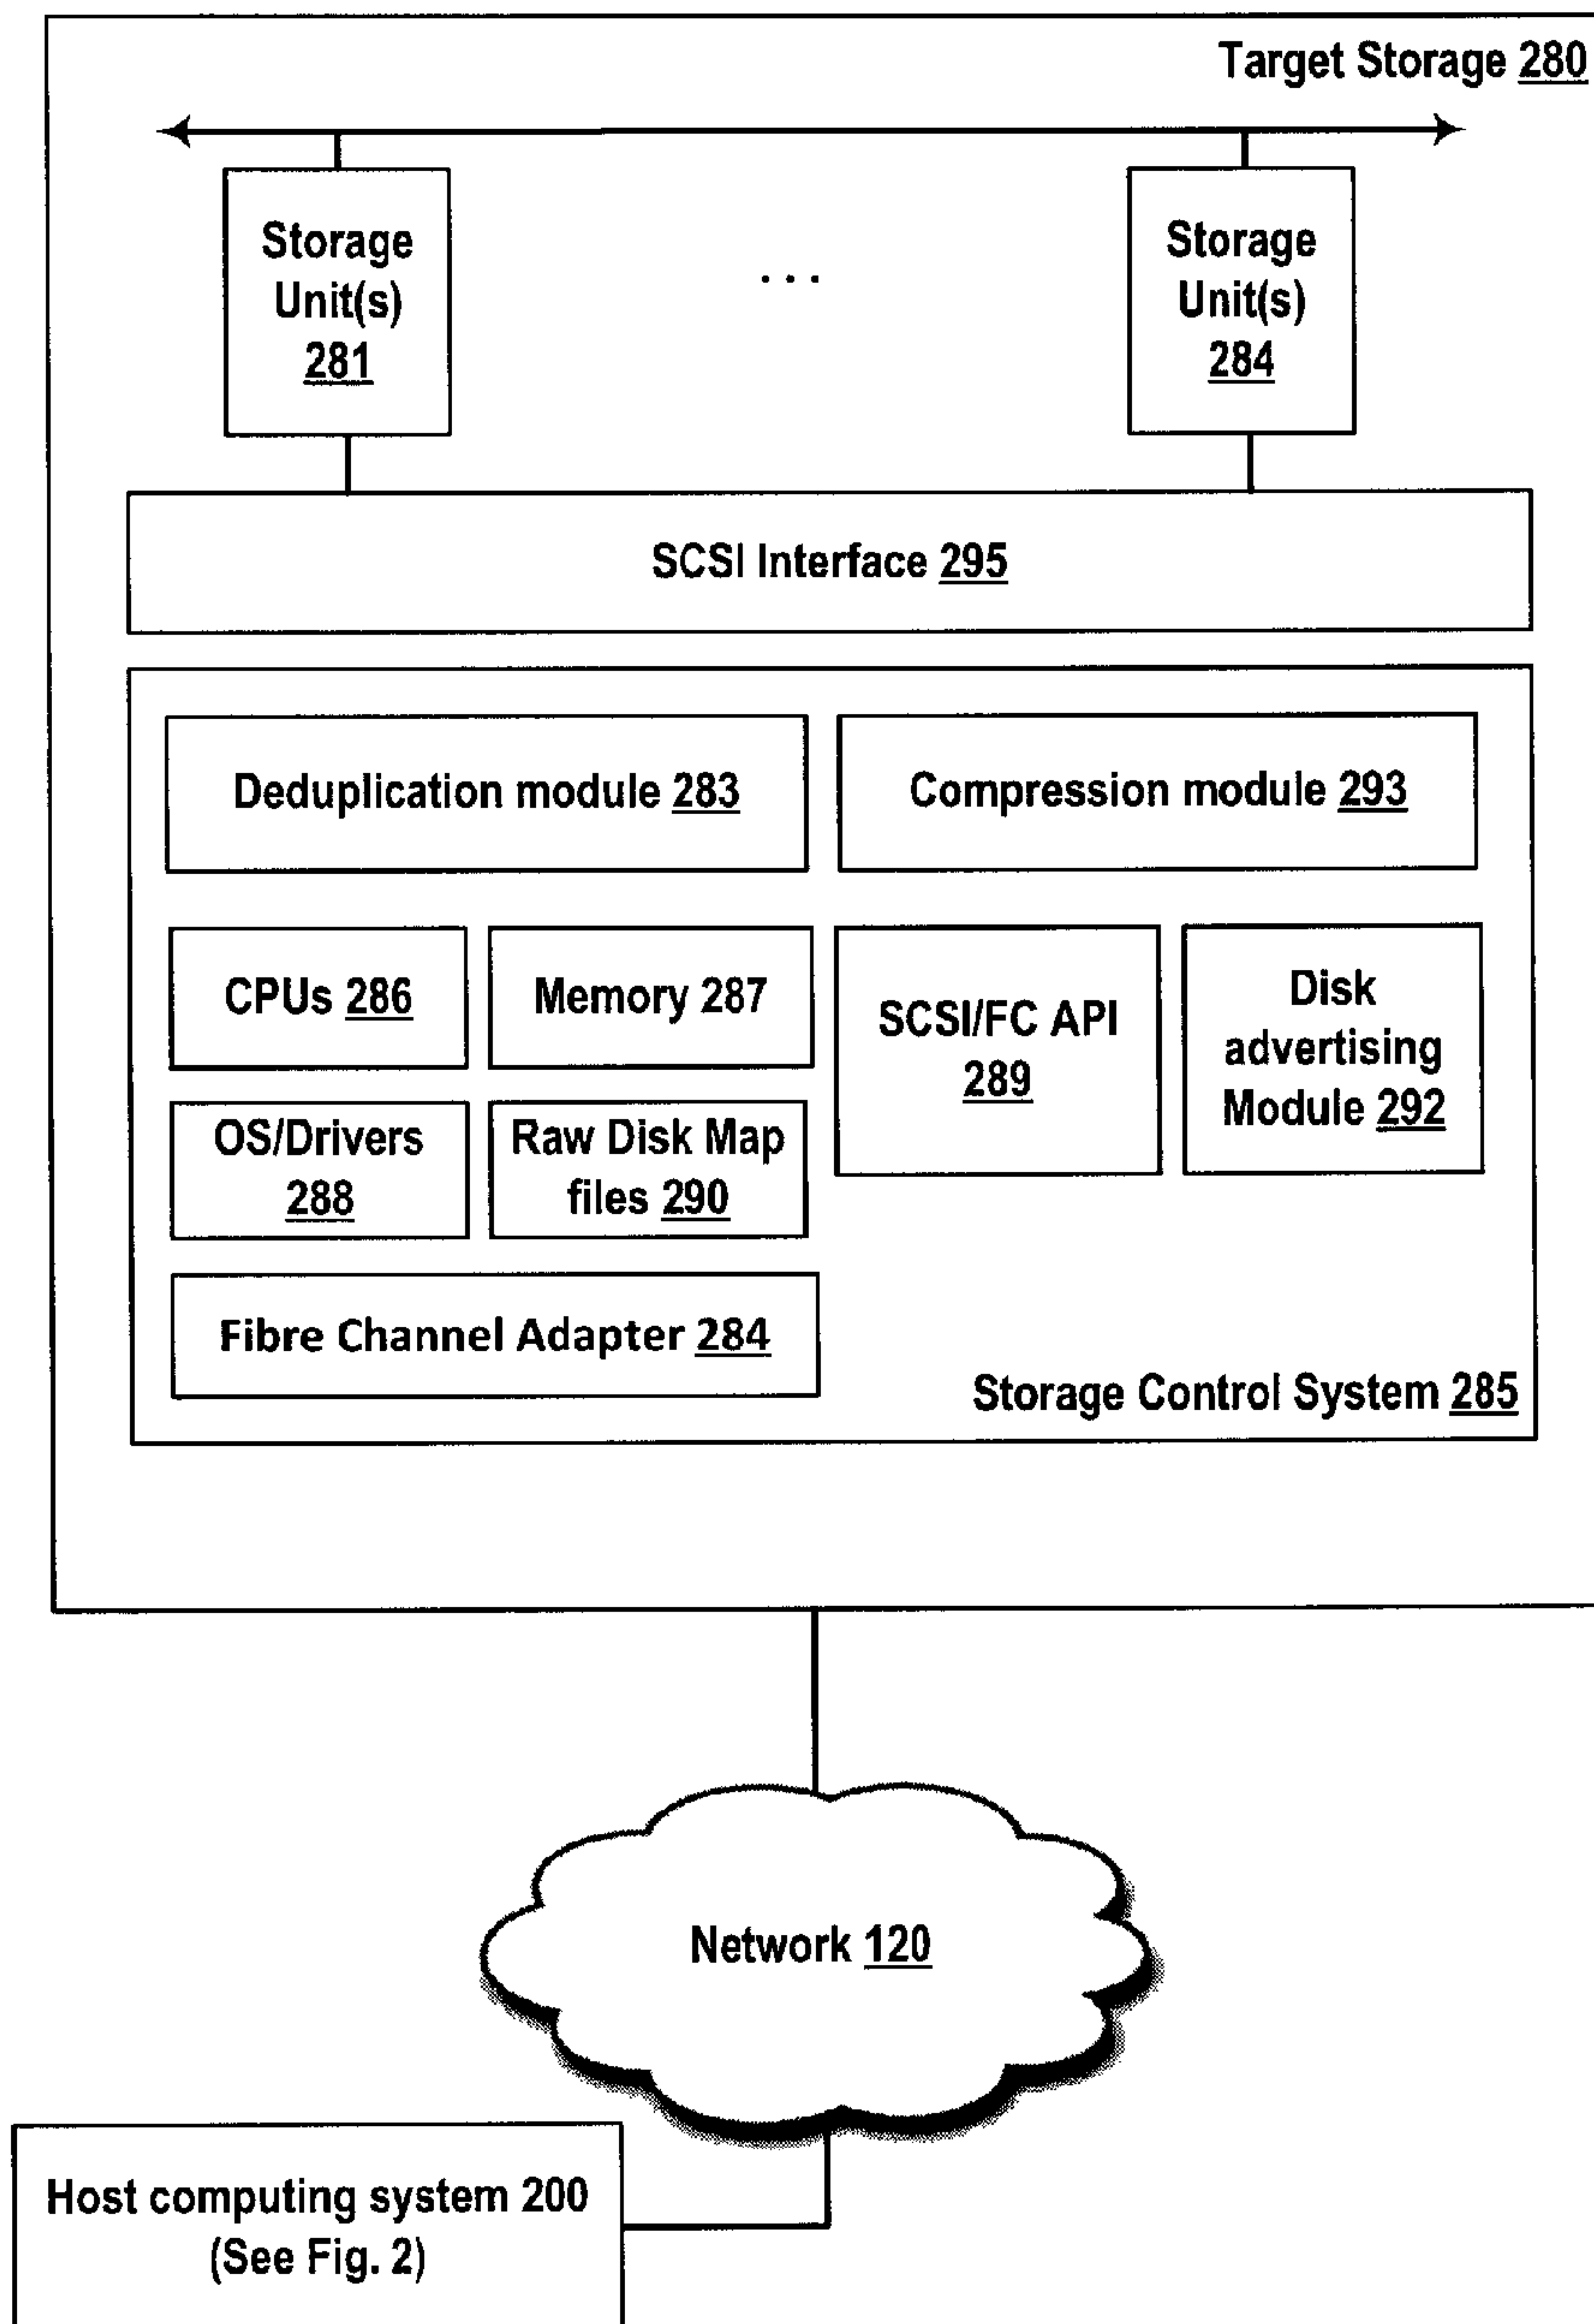 Target Storage 280
Storage
Unit(s)
281
...
Storage
Unit(s)
284
SCSI Interface 295
Deduplication module 283
Compression module 293
CPUs 286
Memory 287
SCSI/FC API
289
Disk
advertising
Module 292
OS/Drivers
288
Raw Disk Map
files 290
Fibre Channel Adapter 284
Storage Control System 285
Network 120
Host computing system 200
(See Fig. 2)